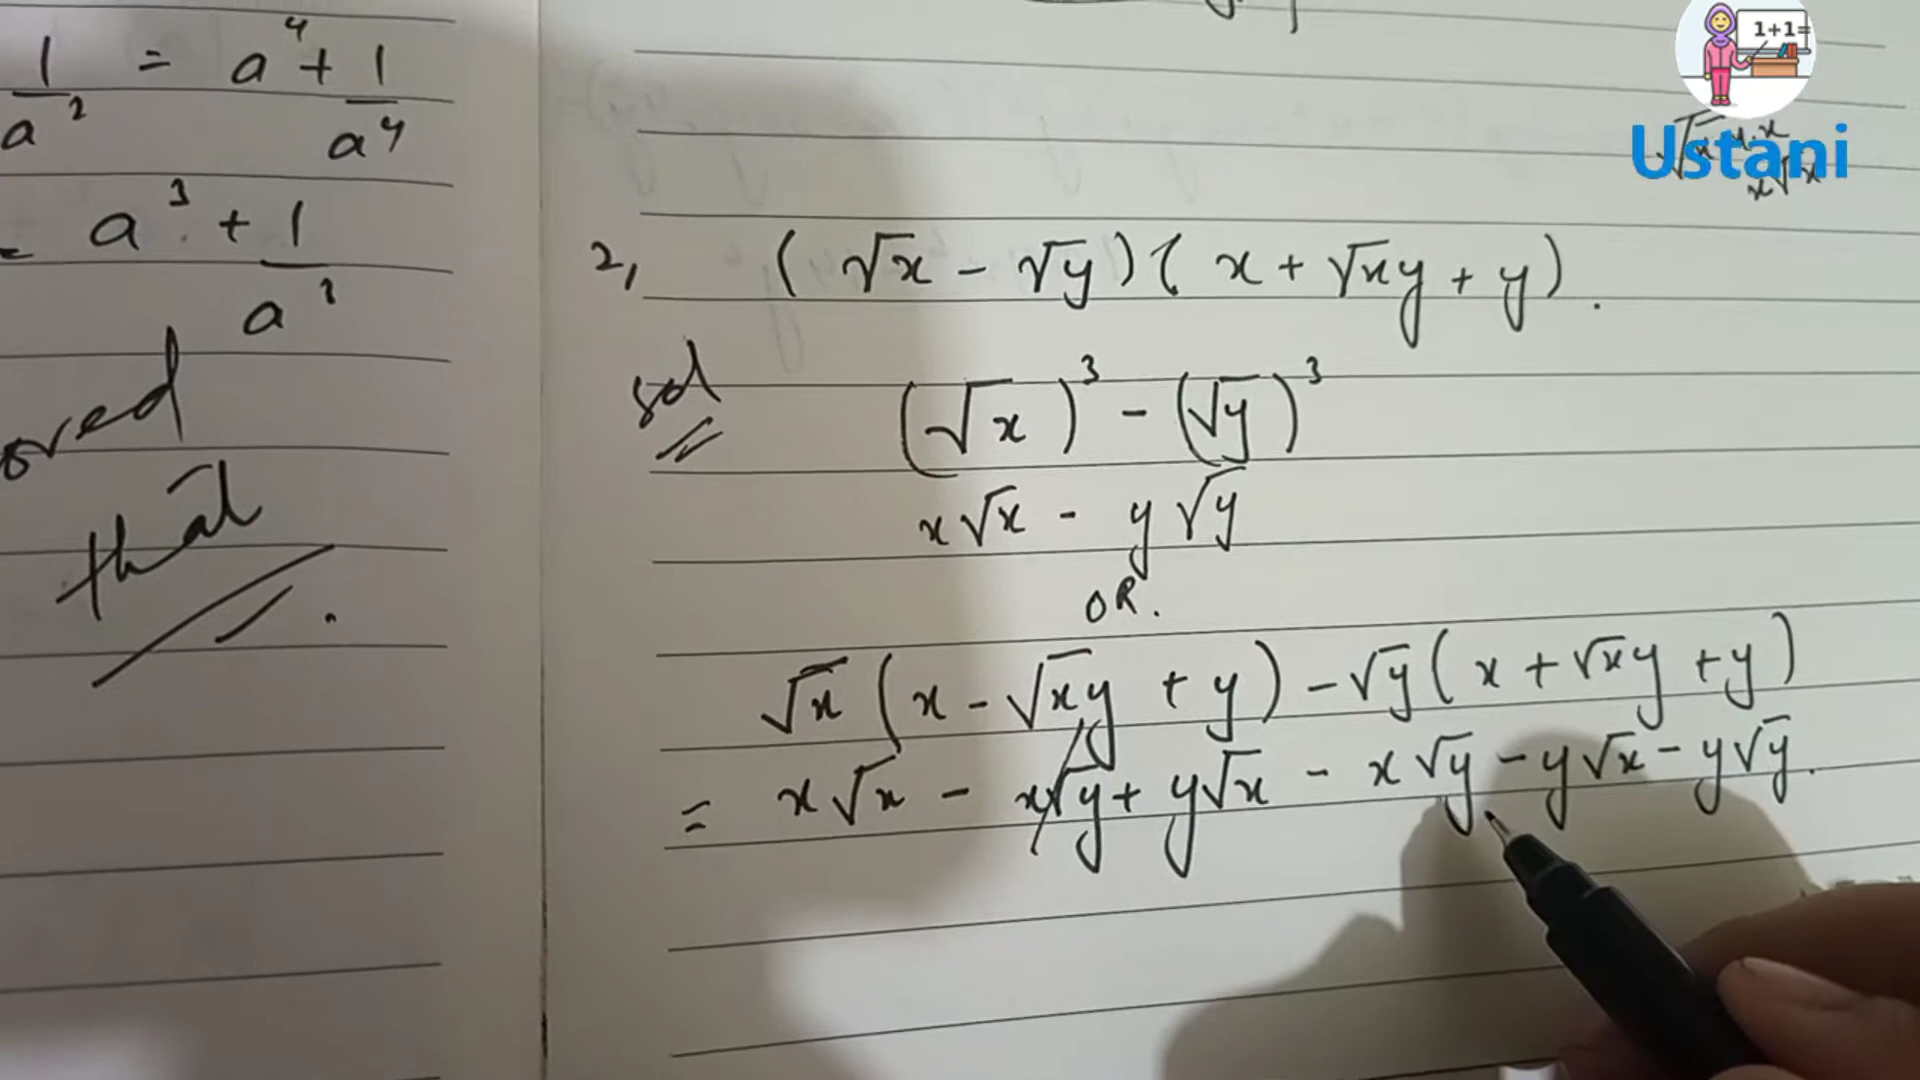 1/a² = a⁴ + 1/a⁴
= a³ + 1/a³
oved
that
1+1=
Ustani
x√x
2, (√x - √y)(x + √xy + y).
sol
(√x)³ - (√y)³
x√x - y√y
OR.
√x(x - √xy + y) - √y(x + √xy + y)
= x√x - x√y + y√x - x√y - y√x - y√y.